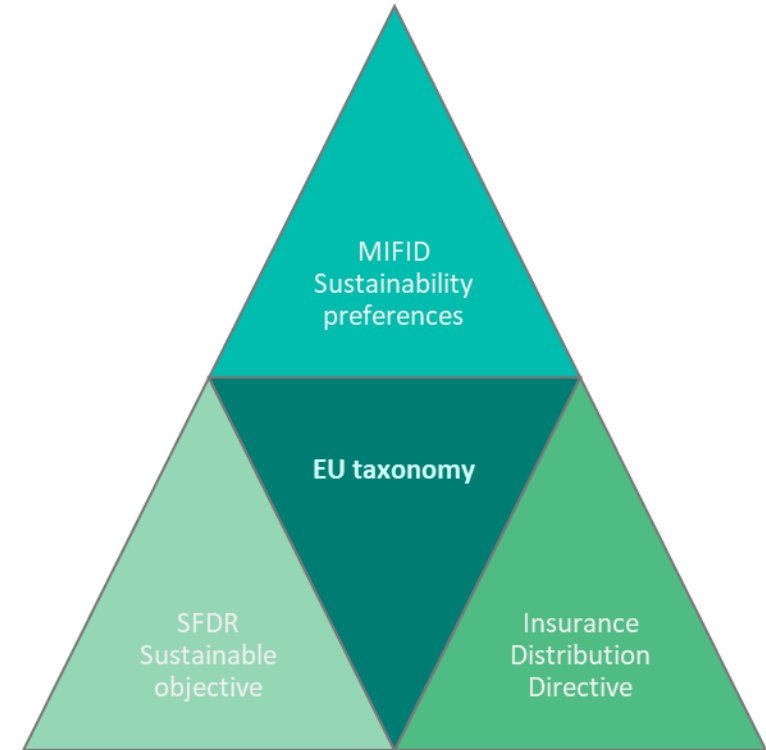 MIFID
Sustainability
preferences
EU taxonomy
SFDR
Sustainable
objective
Insurance
Distribution
Directive